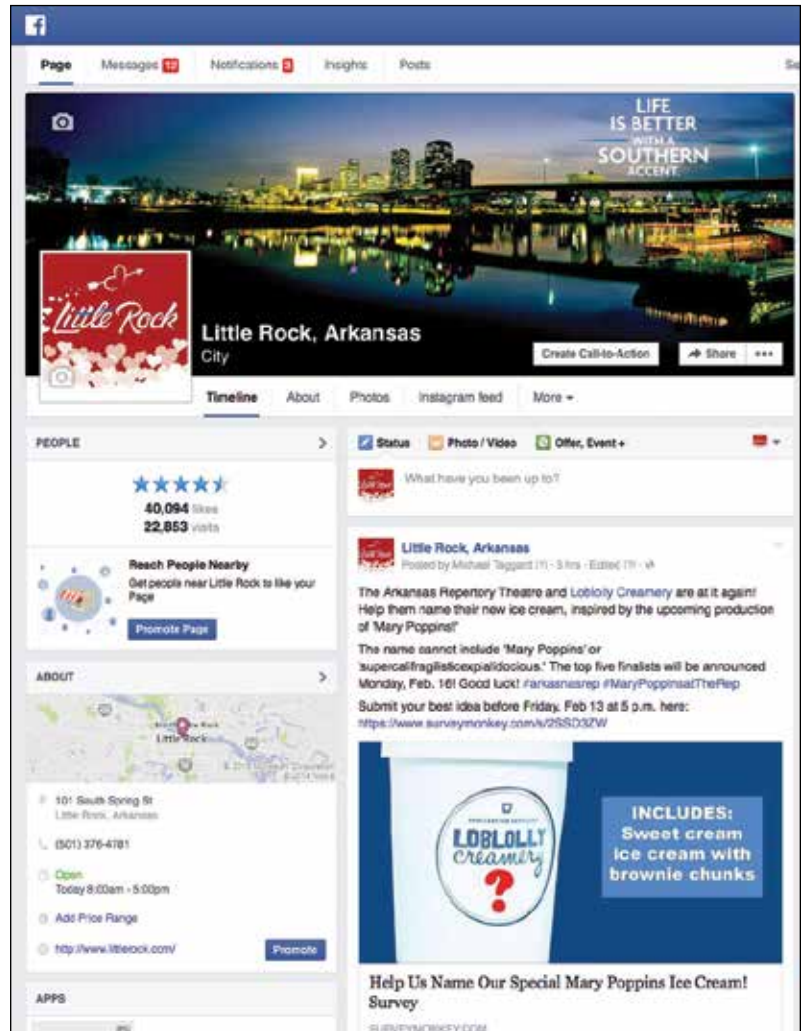 Page Messages 12 Notifications 3 Insights Posts
LIFE
IS BETTER
WITH A
SOUTHERN
ACCENT.
Little Rock
Little Rock, Arkansas
City
Create Call-to-Action Share
Timeline About Photos Instagram feed More
PEOPLE
40,094 likes
22,853 visits
Reach People Nearby
Get people near Little Rock to like your
Page
Promote Page
ABOUT
Little Rock
101 South Spring St
Little Rock, Arkansas
(501) 376-4781
Open
Today 8:00am - 5:00pm
Add Price Range
http://www.littlerock.com/ Promote
APPS
Status Photo / Video Offer, Event +
What have you been up to?
Little Rock, Arkansas
Posted by Michael Taggard [?] · 3 hrs · Edited [?] ·
The Arkansas Repertory Theatre and Loblolly Creamery are at it again!
Help them name their new ice cream, inspired by the upcoming production
of 'Mary Poppins!'
The name cannot include 'Mary Poppins' or
'supercalifragilisticexpialidocious.' The top five finalists will be announced
Monday, Feb. 16! Good luck! #arkansasrep #MaryPoppinsatTheRep
Submit your best idea before Friday, Feb 13 at 5 p.m. here:
https://www.surveymonkey.com/s/2SSD3ZW
LOBLOLLY
creamery
?
INCLUDES:
Sweet cream
ice cream with
brownie chunks
Help Us Name Our Special Mary Poppins Ice Cream!
Survey
SURVEYMONKEY.COM